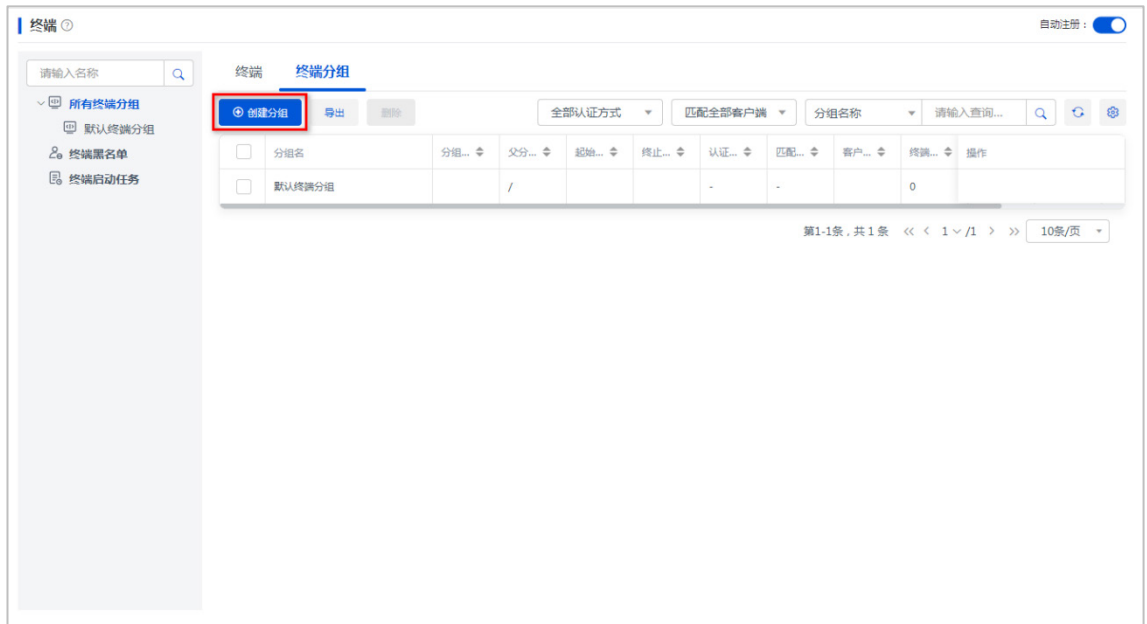 终端
自动注册：
请输入名称
所有终端分组
默认终端分组
终端黑名单
终端启动任务
终端 终端分组
创建分组 导出 删除 全部认证方式 匹配全部客户端 分组名称 请输入查询...
分组名 分组... 父分... 起始... 终止... 认证... 匹配... 客户... 终端... 操作
默认终端分组 / - - 0
第1-1条，共 1 条 1 /1 10条/页